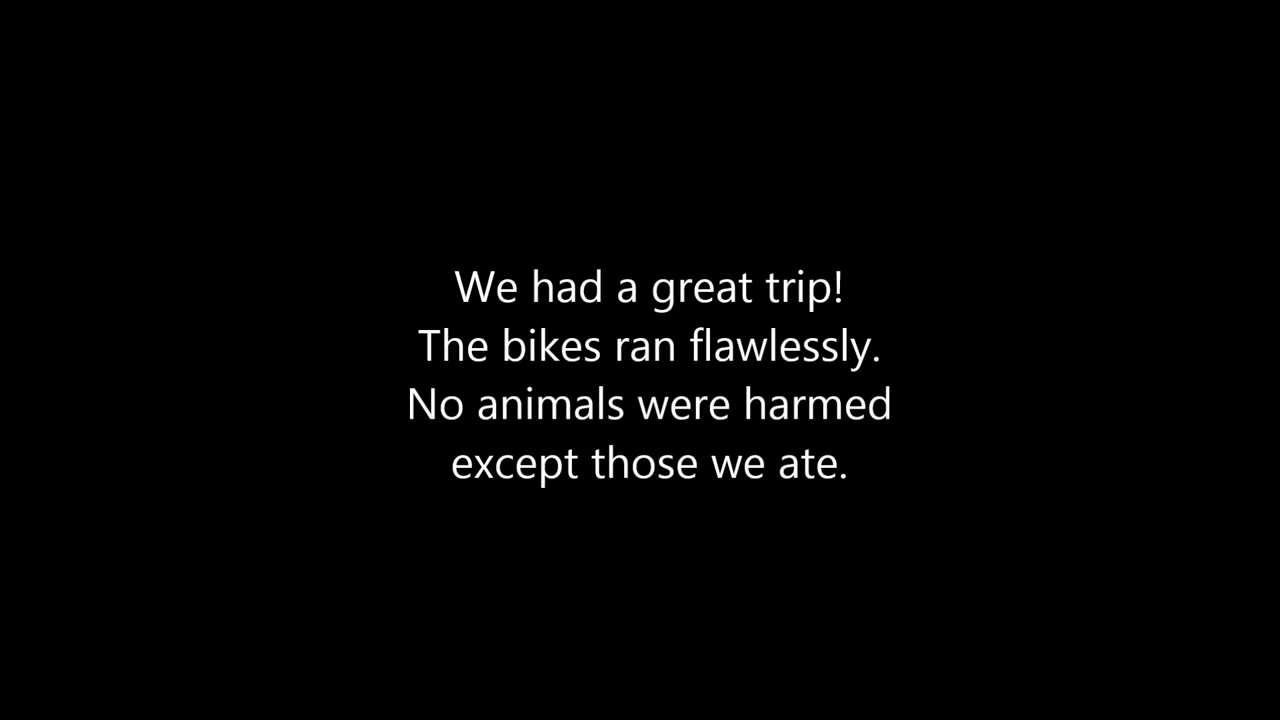 We had a great trip!
The bikes ran flawlessly.
No animals were harmed
except those we ate.